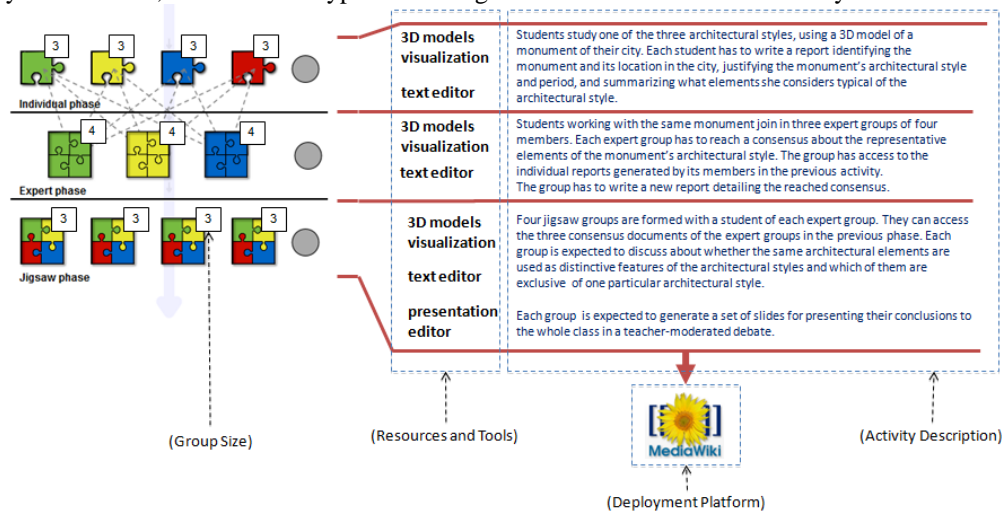 3
3
3
3
Individual phase
3D models
visualization
text editor
Students study one of the three architectural styles, using a 3D model of a
monument of their city. Each student has to write a report identifying the
monument and its location in the city, justifying the monument's architectural style
and period, and summarizing what elements she considers typical of the
architectural style.
4
4
4
Expert phase
3D models
visualization
text editor
Students working with the same monument join in three expert groups of four
members. Each expert group has to reach a consensus about the representative
elements of the monument's architectural style. The group has access to the
individual reports generated by its members in the previous activity.
The group has to write a new report detailing the reached consensus.
3
3
3
3
Jigsaw phase
3D models
visualization
text editor
presentation
editor
Four jigsaw groups are formed with a student of each expert group. They can access
the three consensus documents of the expert groups in the previous phase. Each
group is expected to discuss about whether the same architectural elements are
used as distinctive features of the architectural styles and which of them are
exclusive of one particular architectural style.
Each group is expected to generate a set of slides for presenting their conclusions to
the whole class in a teacher-moderated debate.
MediaWiki
(Group Size)
(Resources and Tools)
(Activity Description)
(Deployment Platform)